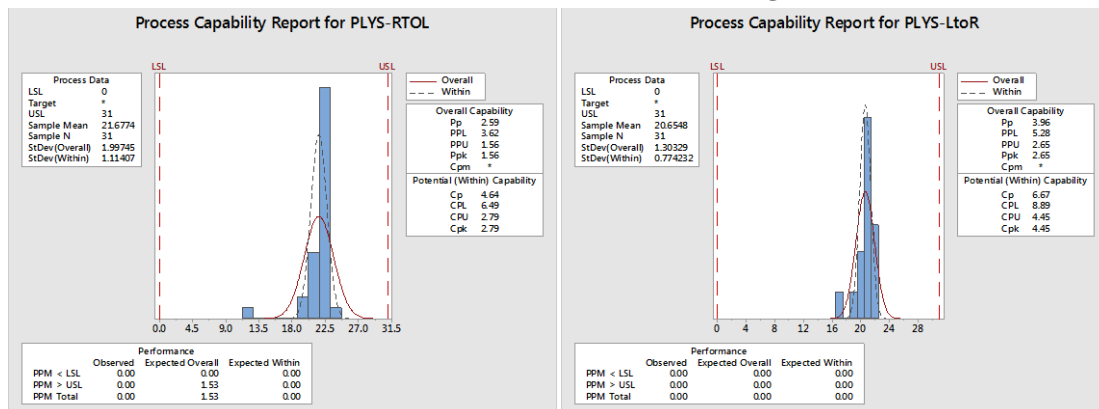 Process Capability Report for PLYS-RTOL
LSL USL
Process Data
LSL 0
Target *
USL 31
Sample Mean 21.6774
Sample N 31
StDev(Overall) 1.99745
StDev(Within) 1.11407
Overall
Within
Overall Capability
Pp 2.59
PPL 3.62
PPU 1.56
Ppk 1.56
Cpm *
Potential (Within) Capability
Cp 4.64
CPL 6.49
CPU 2.79
Cpk 2.79
0.0 4.5 9.0 13.5 18.0 22.5 27.0 31.5
Performance
Observed Expected Overall Expected Within
PPM < LSL 0.00 0.00 0.00
PPM > USL 0.00 1.53 0.00
PPM Total 0.00 1.53 0.00
Process Capability Report for PLYS-LtoR
LSL USL
Process Data
LSL 0
Target *
USL 31
Sample Mean 20.6548
Sample N 31
StDev(Overall) 1.30329
StDev(Within) 0.774232
Overall
Within
Overall Capability
Pp 3.96
PPL 5.28
PPU 2.65
Ppk 2.65
Cpm *
Potential (Within) Capability
Cp 6.67
CPL 8.89
CPU 4.45
Cpk 4.45
0 4 8 12 16 20 24 28
Performance
Observed Expected Overall Expected Within
PPM < LSL 0.00 0.00 0.00
PPM > USL 0.00 0.00 0.00
PPM Total 0.00 0.00 0.00